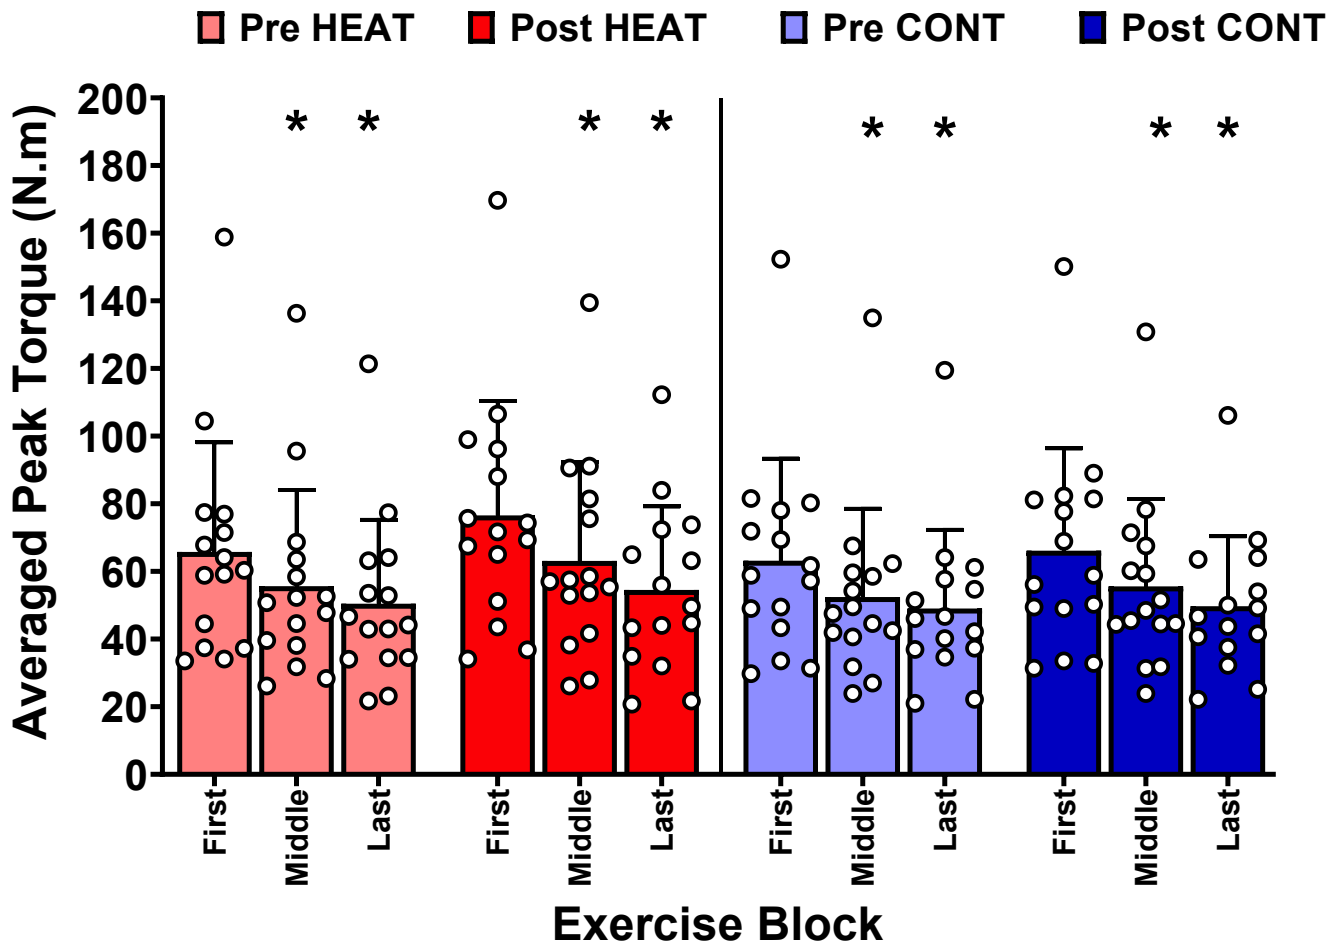 Pre HEAT Post HEAT Pre CONT Post CONT
Averaged Peak Torque (N.m)
200
180
160
140
120
100
80
60
40
20
0
* * * * * * * *
First Middle Last First Middle Last First Middle Last First Middle Last
Exercise Block